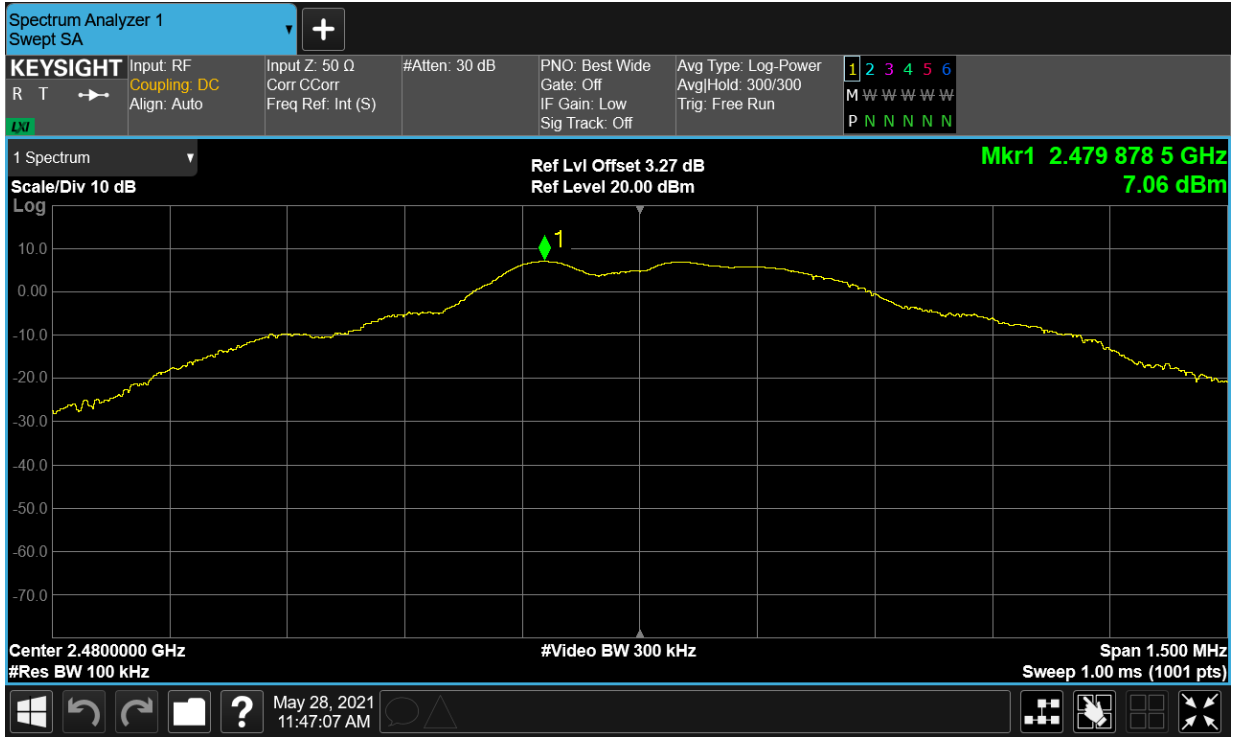 Spectrum Analyzer 1
Swept SA
▼
+
KEYSIGHT
R T
LXI
Input: RF
Coupling: DC
Align: Auto
Input Z: 50 Ω
Corr CCorr
Freq Ref: Int (S)
#Atten: 30 dB
PNO: Best Wide
Gate: Off
IF Gain: Low
Sig Track: Off
Avg Type: Log-Power
Avg|Hold: 300/300
Trig: Free Run
1 2 3 4 5 6
M W W W W W
P N N N N N
1 Spectrum ▼
Scale/Div 10 dB
Log
Ref Lvl Offset 3.27 dB
Ref Level 20.00 dBm
Mkr1 2.479 878 5 GHz
7.06 dBm
1
10.0
0.00
-10.0
-20.0
-30.0
-40.0
-50.0
-60.0
-70.0
Center 2.4800000 GHz
#Res BW 100 kHz
#Video BW 300 kHz
Span 1.500 MHz
Sweep 1.00 ms (1001 pts)
?
May 28, 2021
11:47:07 AM